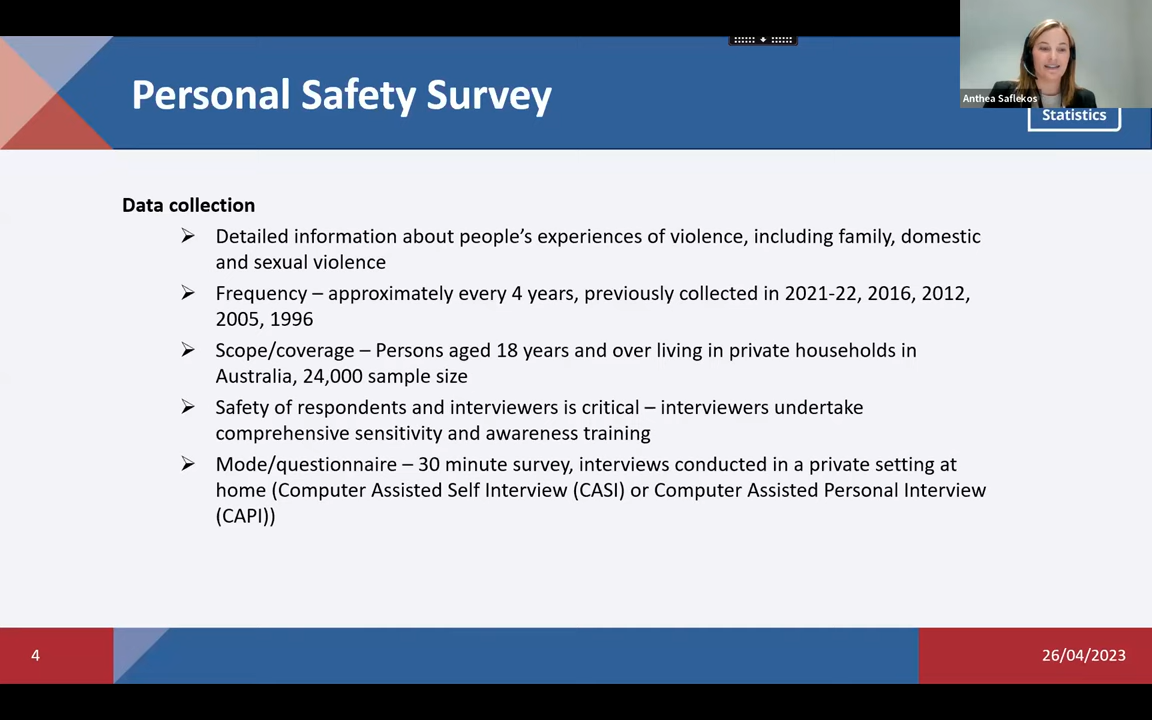 Personal Safety Survey
Anthea Saflekos
Statistics
Data collection
➢ Detailed information about people’s experiences of violence, including family, domestic
and sexual violence
➢ Frequency – approximately every 4 years, previously collected in 2021-22, 2016, 2012,
2005, 1996
➢ Scope/coverage – Persons aged 18 years and over living in private households in
Australia, 24,000 sample size
➢ Safety of respondents and interviewers is critical – interviewers undertake
comprehensive sensitivity and awareness training
➢ Mode/questionnaire – 30 minute survey, interviews conducted in a private setting at
home (Computer Assisted Self Interview (CASI) or Computer Assisted Personal Interview
(CAPI))
4
26/04/2023